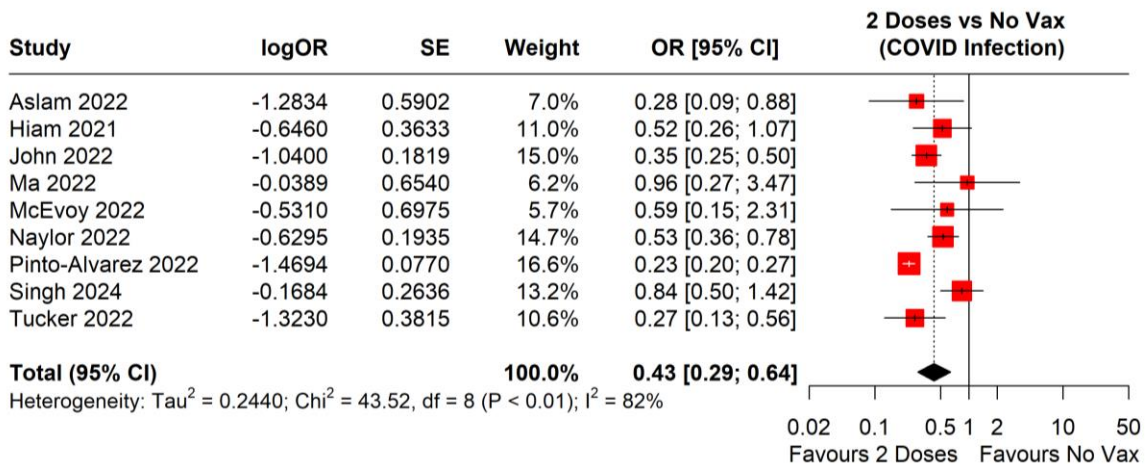 2 Doses vs No Vax
Study logOR SE Weight OR [95% CI] (COVID Infection)
Aslam 2022 -1.2834 0.5902 7.0% 0.28 [0.09; 0.88]
Hiam 2021 -0.6460 0.3633 11.0% 0.52 [0.26; 1.07]
John 2022 -1.0400 0.1819 15.0% 0.35 [0.25; 0.50]
Ma 2022 -0.0389 0.6540 6.2% 0.96 [0.27; 3.47]
McEvoy 2022 -0.5310 0.6975 5.7% 0.59 [0.15; 2.31]
Naylor 2022 -0.6295 0.1935 14.7% 0.53 [0.36; 0.78]
Pinto-Alvarez 2022 -1.4694 0.0770 16.6% 0.23 [0.20; 0.27]
Singh 2024 -0.1684 0.2636 13.2% 0.84 [0.50; 1.42]
Tucker 2022 -1.3230 0.3815 10.6% 0.27 [0.13; 0.56]
Total (95% CI) 100.0% 0.43 [0.29; 0.64]
Heterogeneity: Tau² = 0.2440; Chi² = 43.52, df = 8 (P < 0.01); I² = 82%
0.02 0.1 0.5 1 2 10 50
Favours 2 Doses Favours No Vax